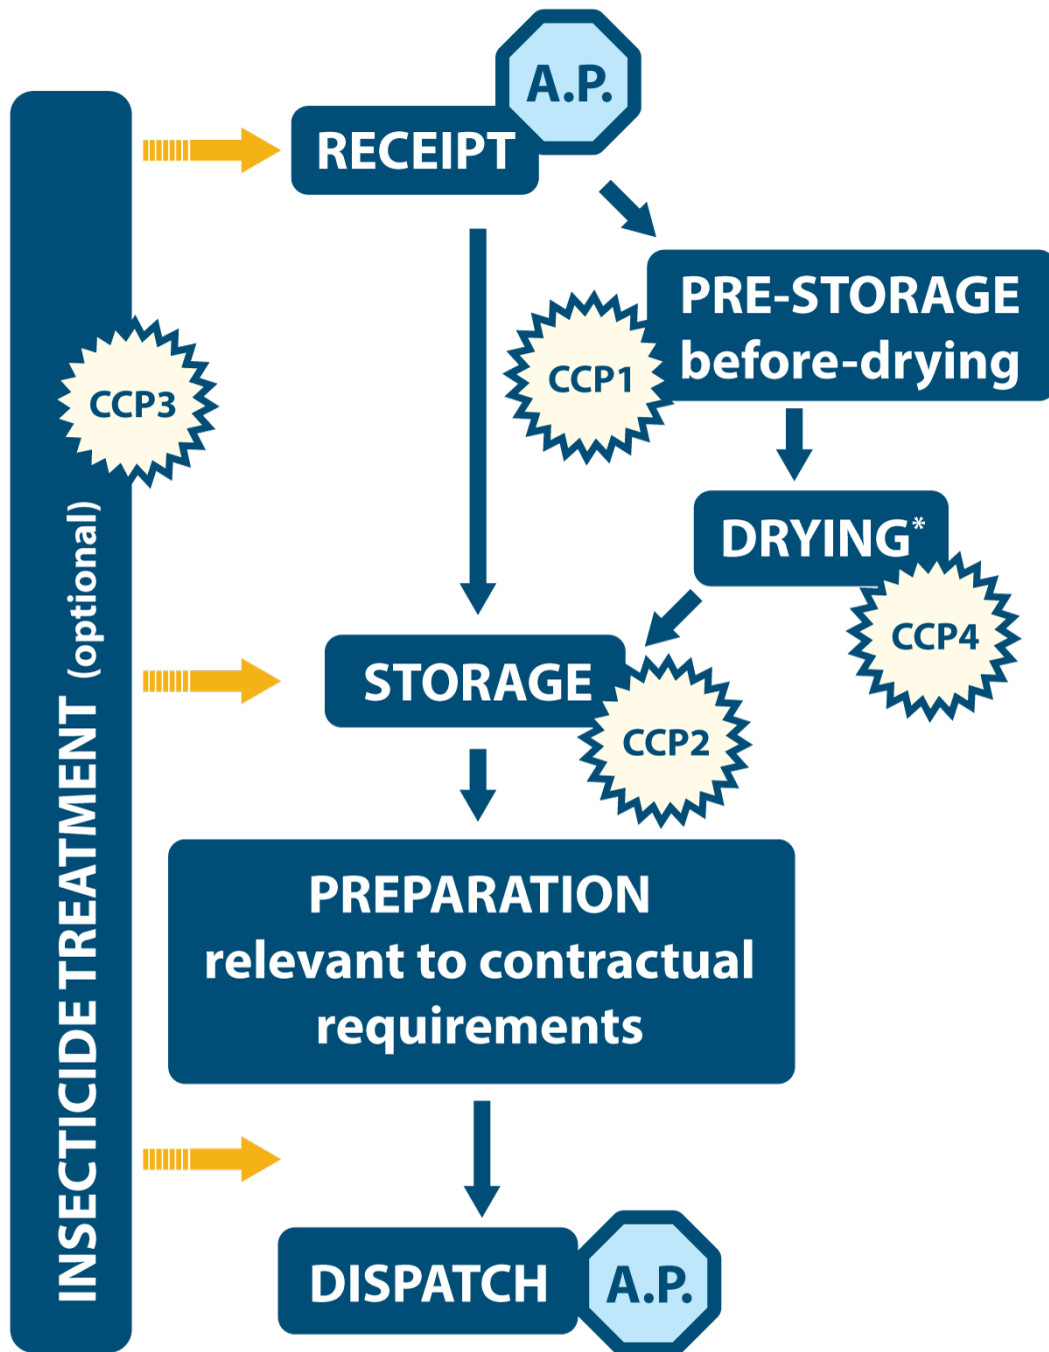 A.P.
RECEIPT
PRE-STORAGE
before-drying
CCP1
CCP3
DRYING*
CCP4
STORAGE
CCP2
INSECTICIDE TREATMENT (optional)
PREPARATION
relevant to contractual
requirements
DISPATCH
A.P.